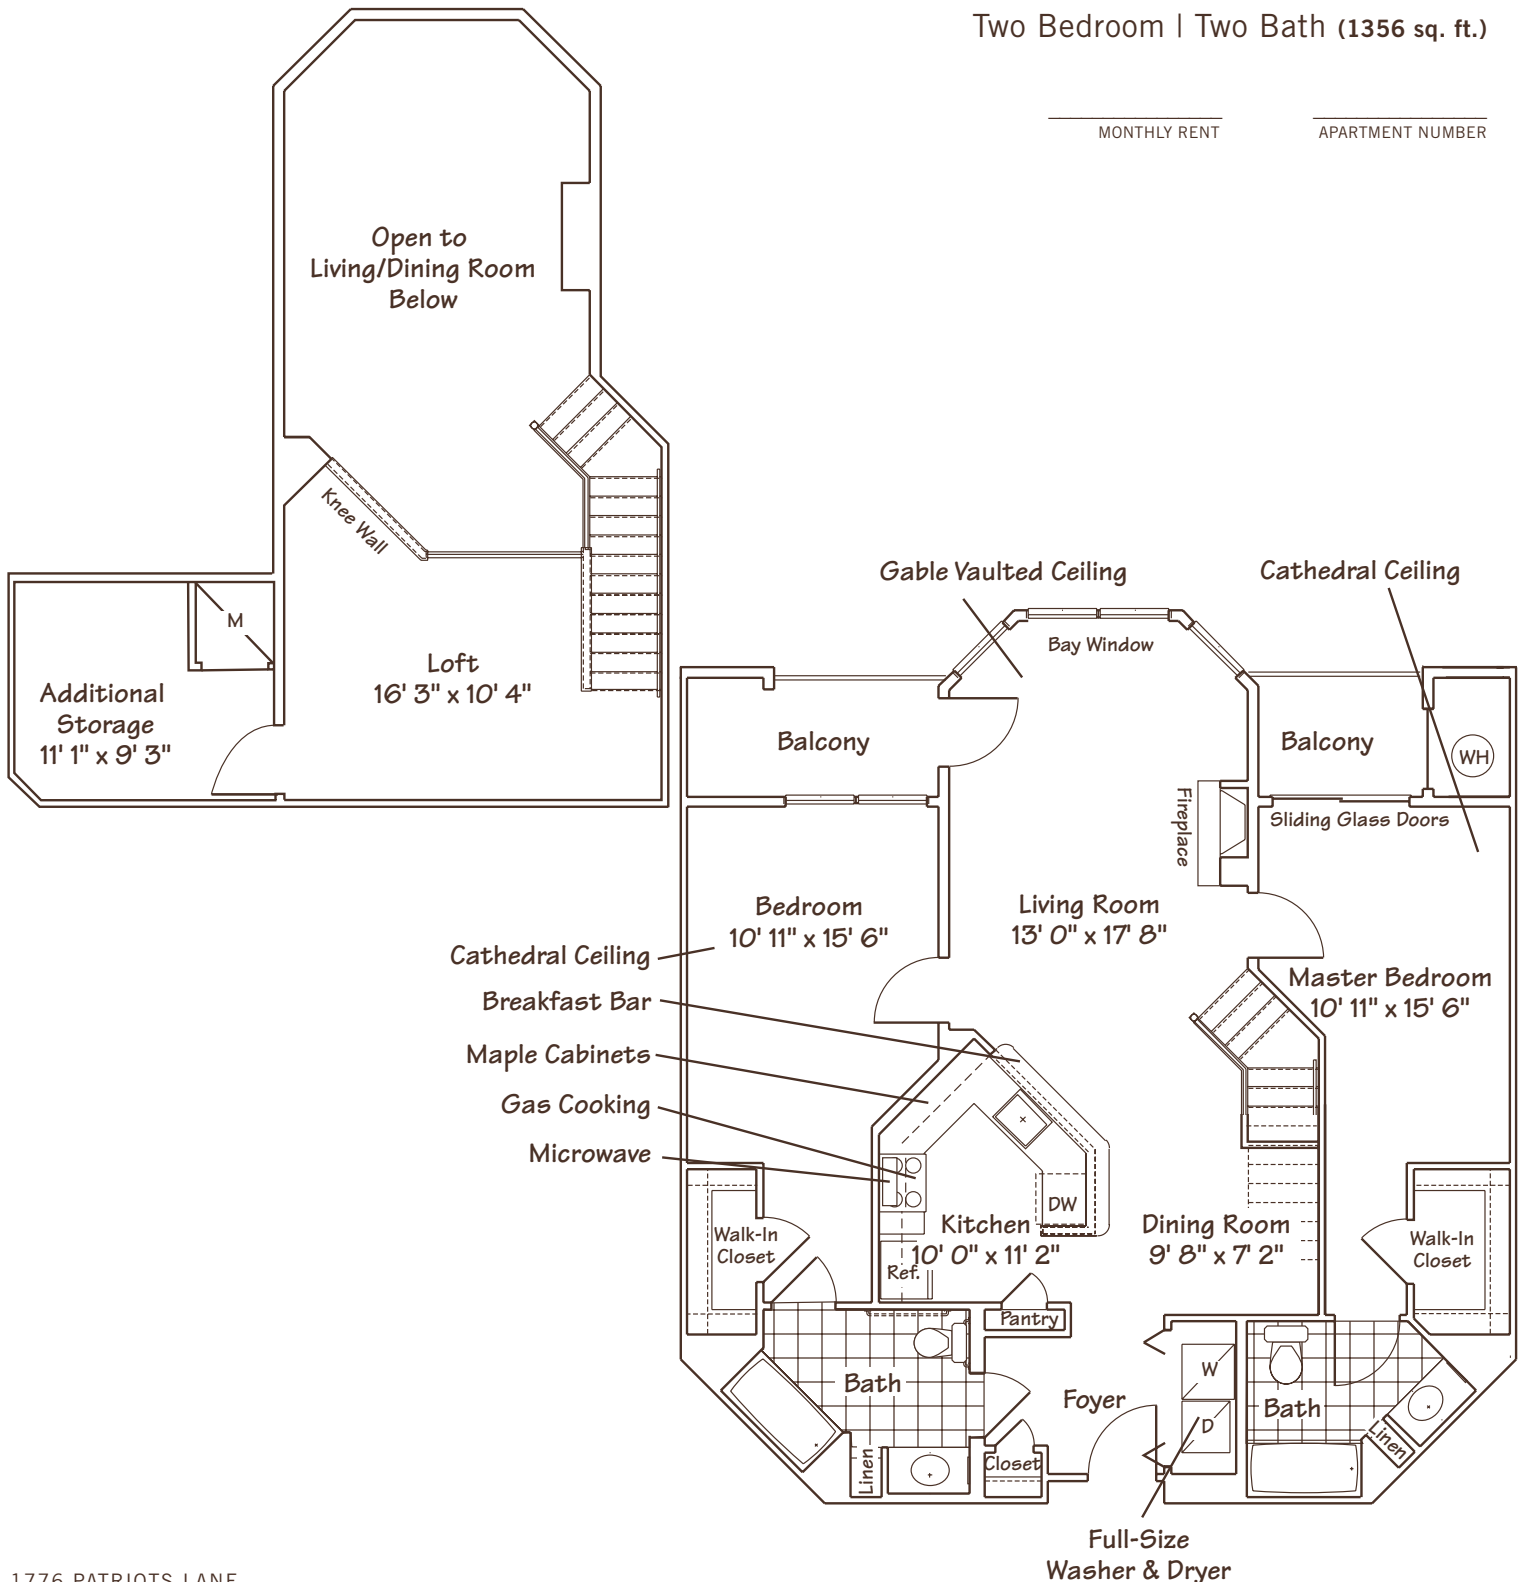 Two Bedroom | Two Bath (1356 sq. ft.)
MONTHLY RENT
APARTMENT NUMBER
Open to
Living/Dining Room
Below
Knee Wall
M
Loft
16' 3" x 10' 4"
Additional
Storage
11' 1" x 9' 3"
Gable Vaulted Ceiling
Cathedral Ceiling
Bay Window
Balcony
Balcony
WH
Fireplace
Sliding Glass Doors
Bedroom
10' 11" x 15' 6"
Living Room
13' 0" x 17' 8"
Master Bedroom
10' 11" x 15' 6"
Cathedral Ceiling
Breakfast Bar
Maple Cabinets
Gas Cooking
Microwave
DW
Kitchen
10' 0" x 11' 2"
Dining Room
9' 8" x 7' 2"
Walk-In
Closet
Walk-In
Closet
Ref.
Pantry
Bath
Foyer
W
D
Bath
Linen
Linen
Closet
Full-Size
Washer & Dryer
1776 PATRIOTS LANE